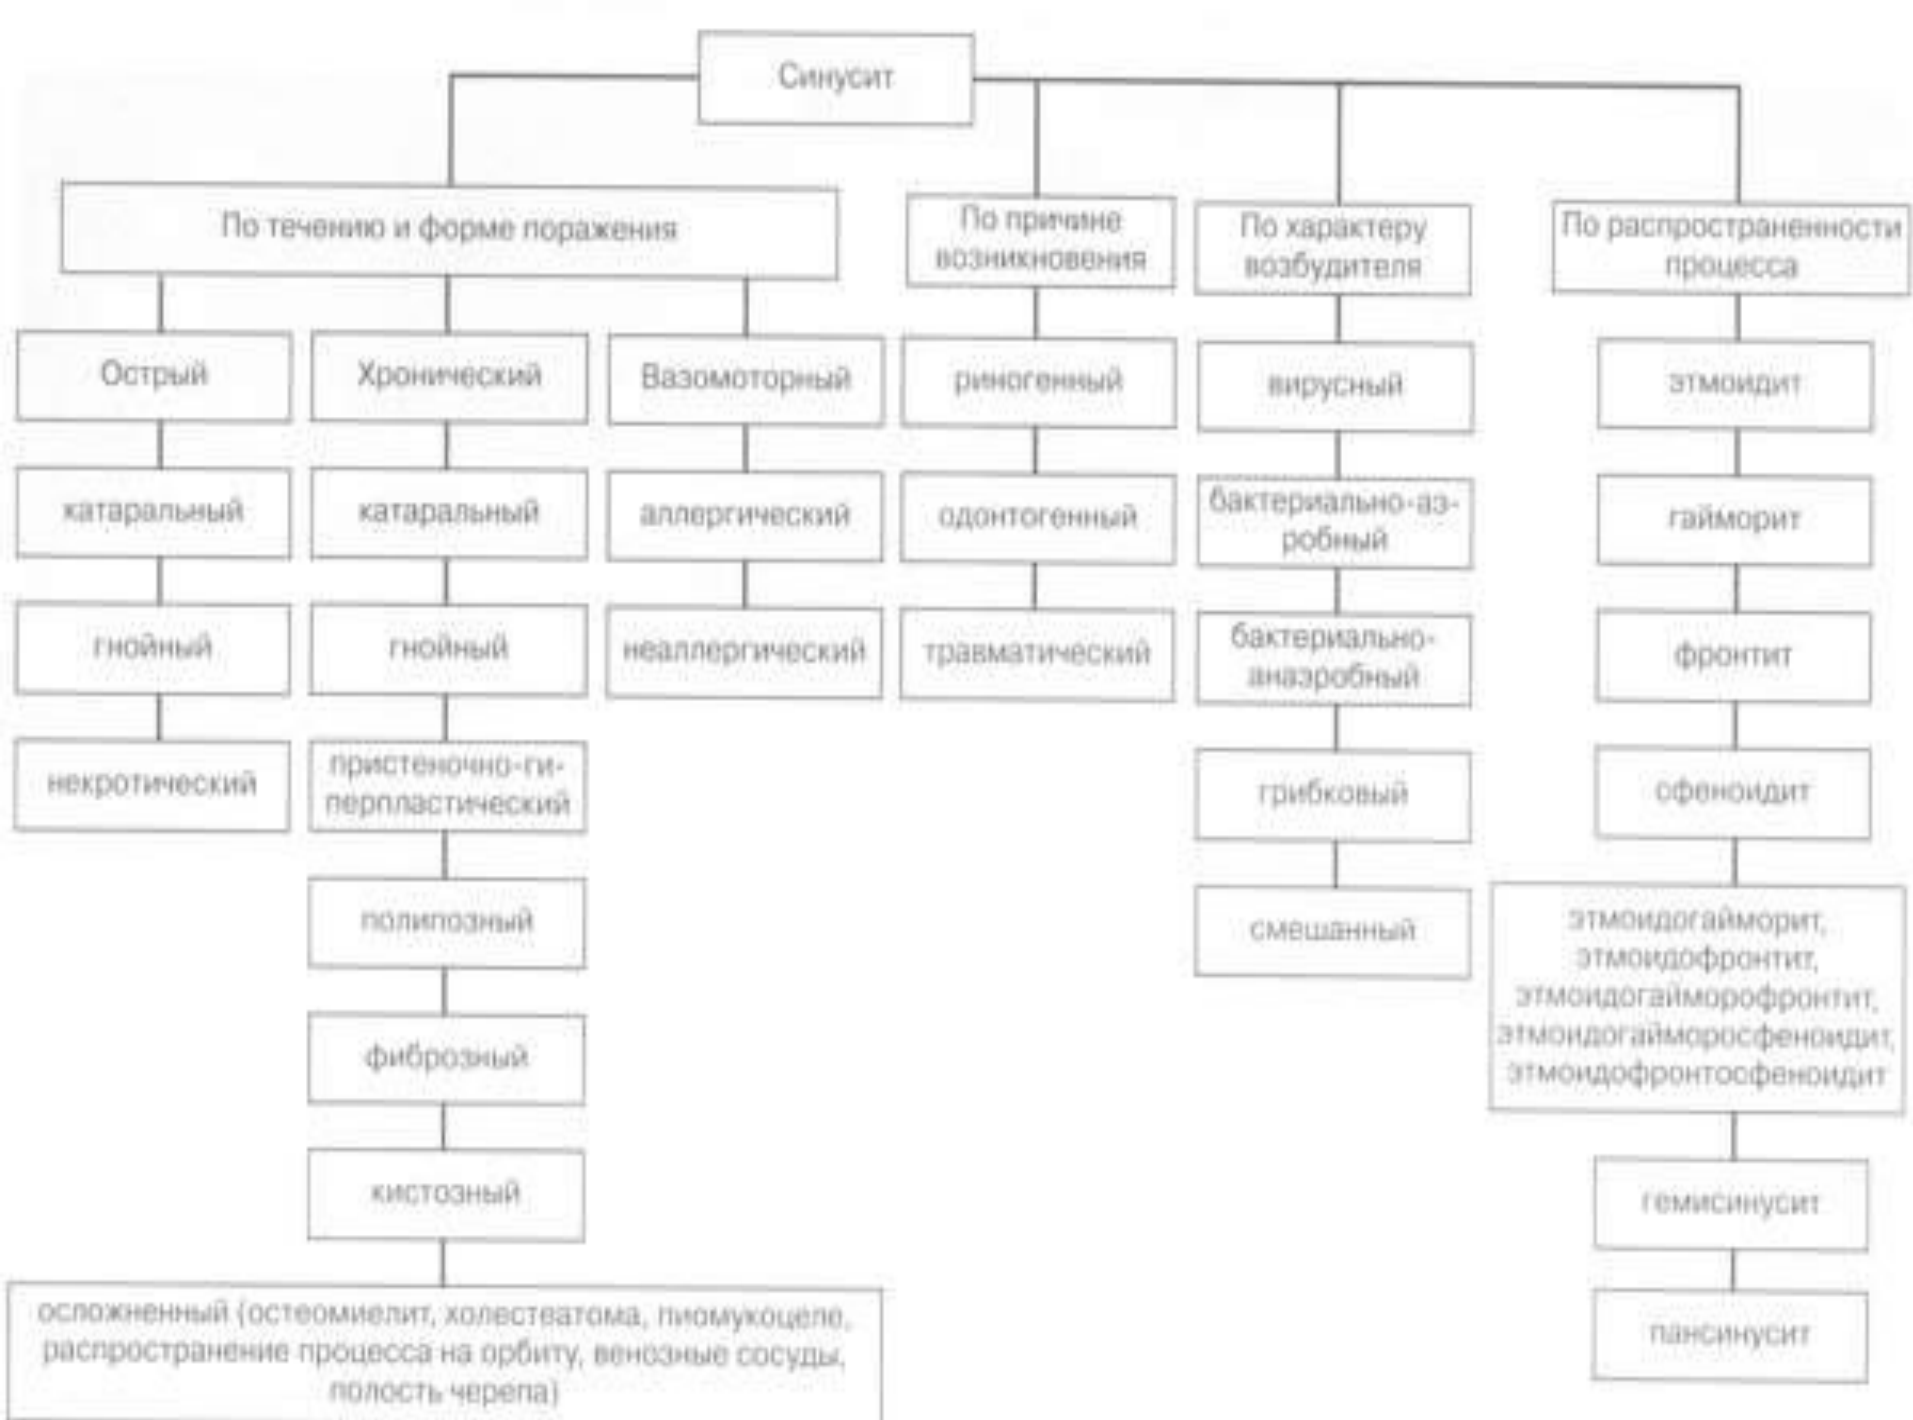 Синусит
По течению и форме поражения
Острый
катаральный
гнойный
некротический
Хронический
катаральный
гнойный
пристеночно-ги-
перпластический
полипозный
фиброзный
кистозный
осложненный (остеомиелит, холестеатома, пиомукоцеле,
распространение процесса на орбиту, венозные сосуды,
полость черепа)
Вазомоторный
аллергический
неаллергический
По причине
возникновения
риногенный
одонтогенный
травматический
По характеру
возбудителя
вирусный
бактериально-аэ-
робный
бактериально-
анаэробный
грибковый
смешанный
По распространенности
процесса
этмоидит
гайморит
фронтит
сфеноидит
этмоидогайморит,
этмоидофронтит,
этмоидогайморофронтит,
этмоидогайморосфеноидит,
этмоидофронтосфеноидит
гемисинусит
пансинусит